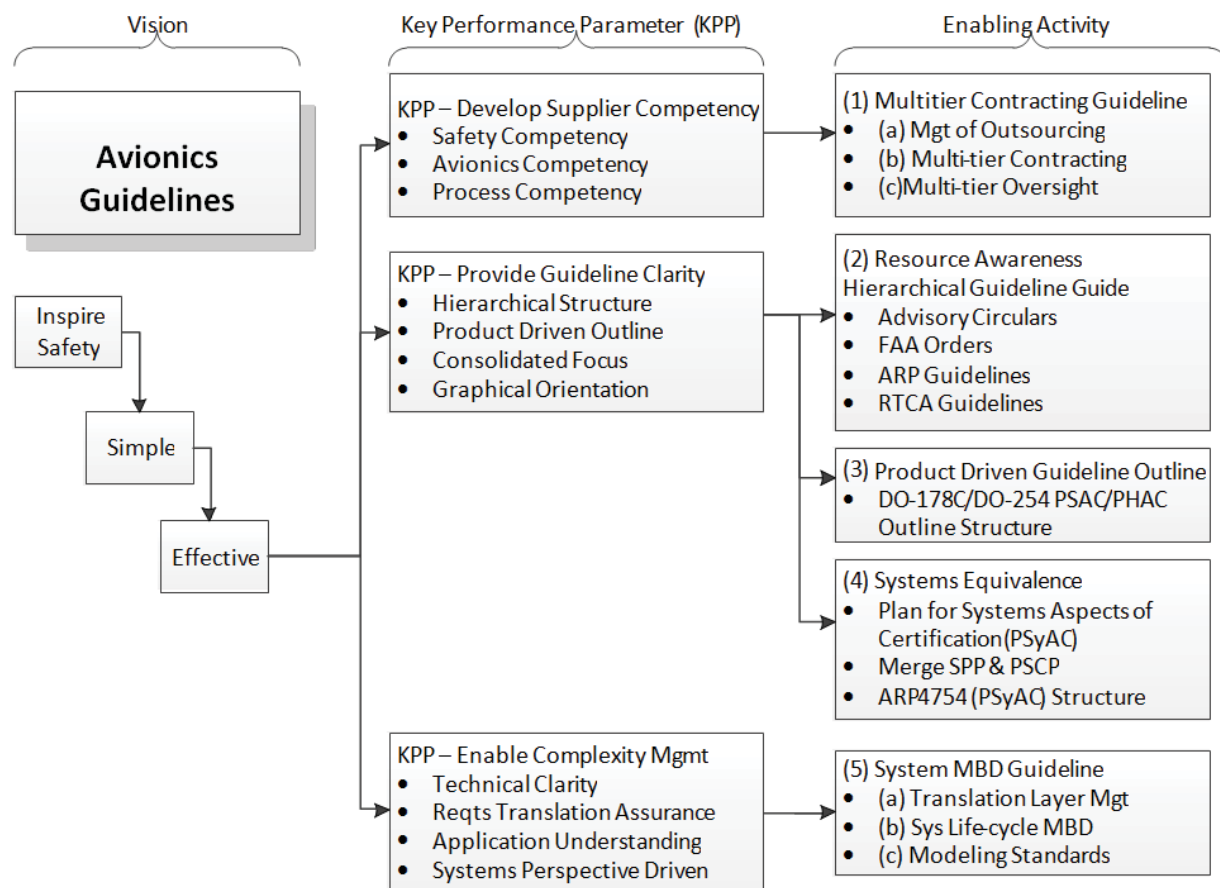 Vision
Key Performance Parameter (KPP)
Enabling Activity
Avionics
Guidelines
Inspire
Safety
Simple
Effective
KPP – Develop Supplier Competency
• Safety Competency
• Avionics Competency
• Process Competency
KPP – Provide Guideline Clarity
• Hierarchical Structure
• Product Driven Outline
• Consolidated Focus
• Graphical Orientation
KPP – Enable Complexity Mgmt
• Technical Clarity
• Reqts Translation Assurance
• Application Understanding
• Systems Perspective Driven
(1) Multitier Contracting Guideline
• (a) Mgt of Outsourcing
• (b) Multi-tier Contracting
• (c)Multi-tier Oversight
(2) Resource Awareness
Hierarchical Guideline Guide
• Advisory Circulars
• FAA Orders
• ARP Guidelines
• RTCA Guidelines
(3) Product Driven Guideline Outline
• DO-178C/DO-254 PSAC/PHAC
Outline Structure
(4) Systems Equivalence
• Plan for Systems Aspects of
Certification (PSyAC)
• Merge SPP & PSCP
• ARP4754 (PSyAC) Structure
(5) System MBD Guideline
• (a) Translation Layer Mgt
• (b) Sys Life-cycle MBD
• (c) Modeling Standards